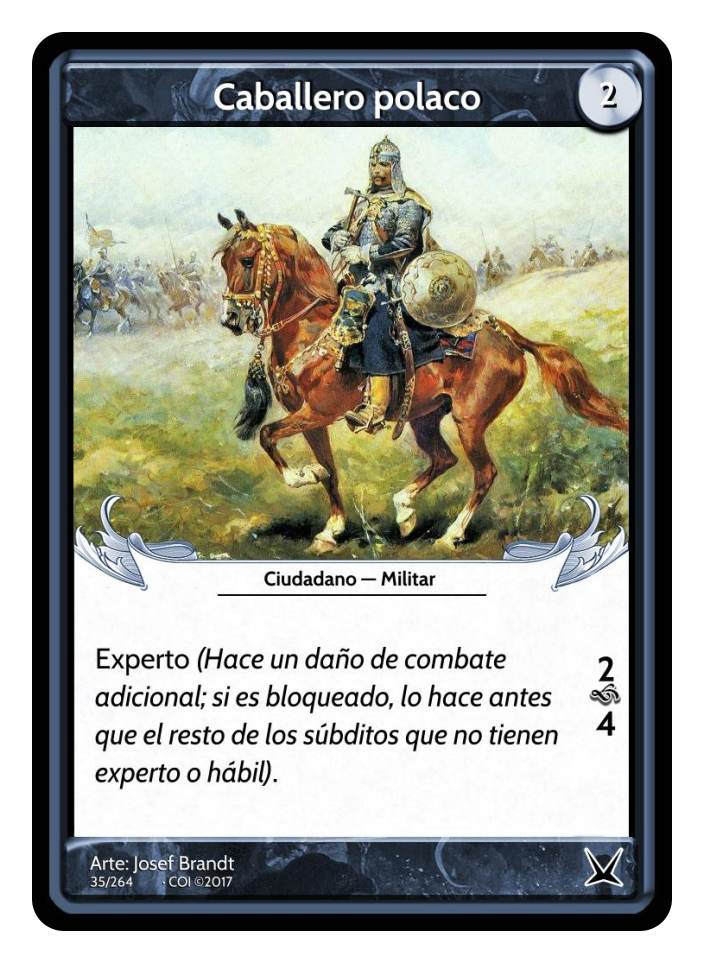 Caballero polaco
2
Ciudadano — Militar
Experto (Hace un daño de combate
adicional; si es bloqueado, lo hace antes
que el resto de los súbditos que no tienen
experto o hábil).
2
4
Arte: Josef Brandt
35/264 · COI ©2017